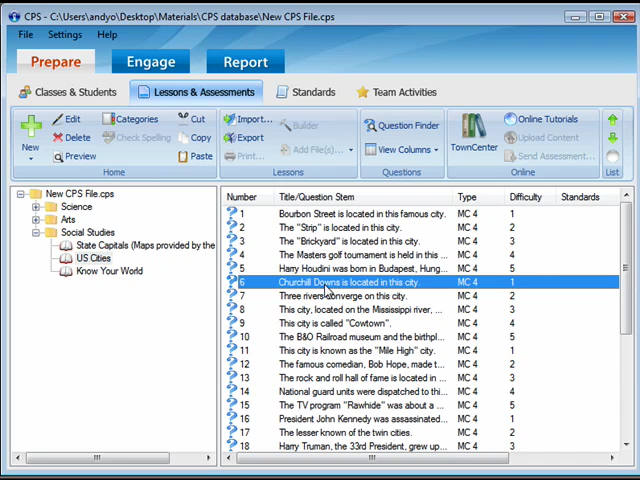 CPS - C:\Users\andyo\Desktop\Materials\CPS database\New CPS File.cps
File Settings Help
Prepare Engage Report
Classes & Students Lessons & Assessments Standards Team Activities
New
Edit Categories Cut
Delete Check Spelling Copy
Preview Paste
Home
Import... Builder
Export
Print... Add File(s)...
Lessons
Question Finder
View Columns
Questions
TownCenter
Online Tutorials
Upload Content
Send Assessment...
Online
List
New CPS File.cps
Science
Arts
Social Studies
State Capitals (Maps provided by the
US Cities
Know Your World
Number Title/Question Stem Type Difficulty Standards
1 Bourbon Street is located in this famous city. MC 4 1
2 The "Strip" is located in this city. MC 4 2
3 The "Brickyard" is located in this city. MC 4 3
4 The Masters golf tournament is held in this ... MC 4 4
5 Harry Houdini was born in Budapest, Hung... MC 4 5
6 Churchill Downs is located in this city. MC 4 1
7 Three rivers converge on this city. MC 4 2
8 This city, located on the Mississippi river, ... MC 4 3
9 This city is called "Cowtown". MC 4 4
10 The B&O Railroad museum and the birthpl... MC 4 5
11 This city is known as the "Mile High" city. MC 4 1
12 The famous comedian, Bob Hope, made t... MC 4 2
13 The rock and roll hall of fame is located in ... MC 4 3
14 National guard units were dispatched to thi... MC 4 4
15 The TV program "Rawhide" was about a ... MC 4 5
16 President John Kennedy was assassinated... MC 4 1
17 The lesser known of the twin cities. MC 4 2
18 Harry Truman, the 33rd President, grew up... MC 4 3